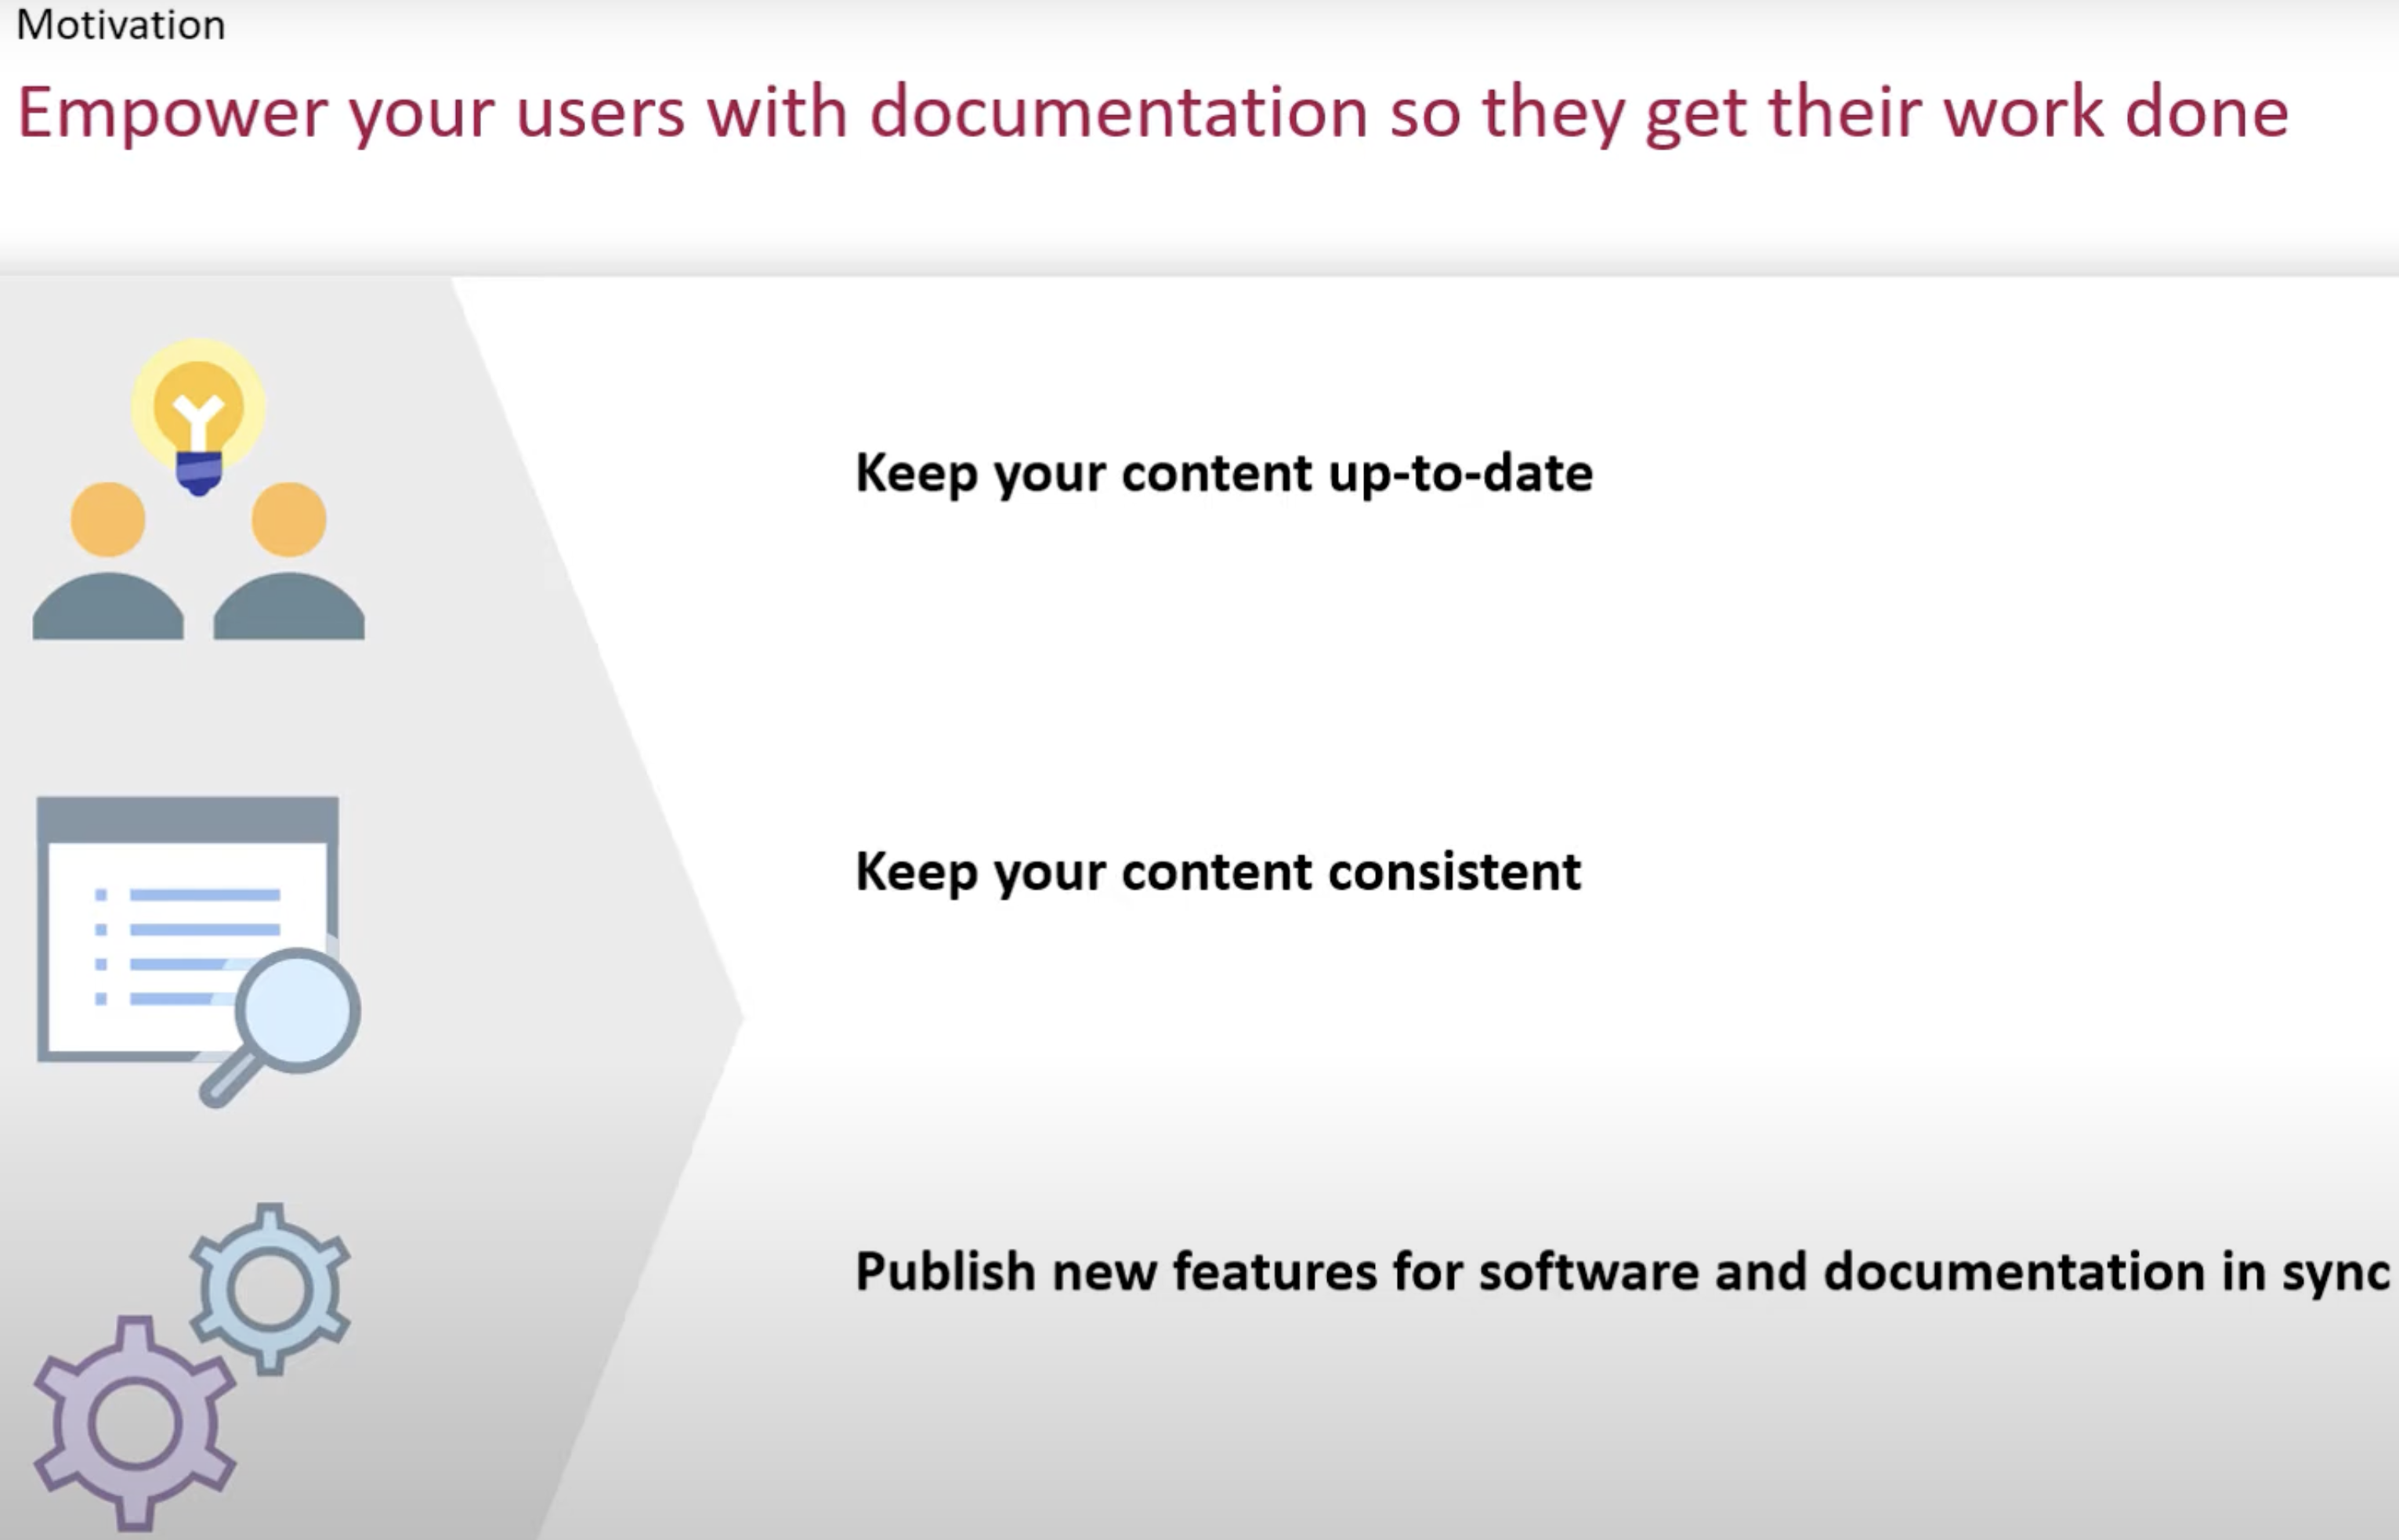 Motivation
Empower your users with documentation so they get their work done
Keep your content up-to-date
Keep your content consistent
Publish new features for software and documentation in sync